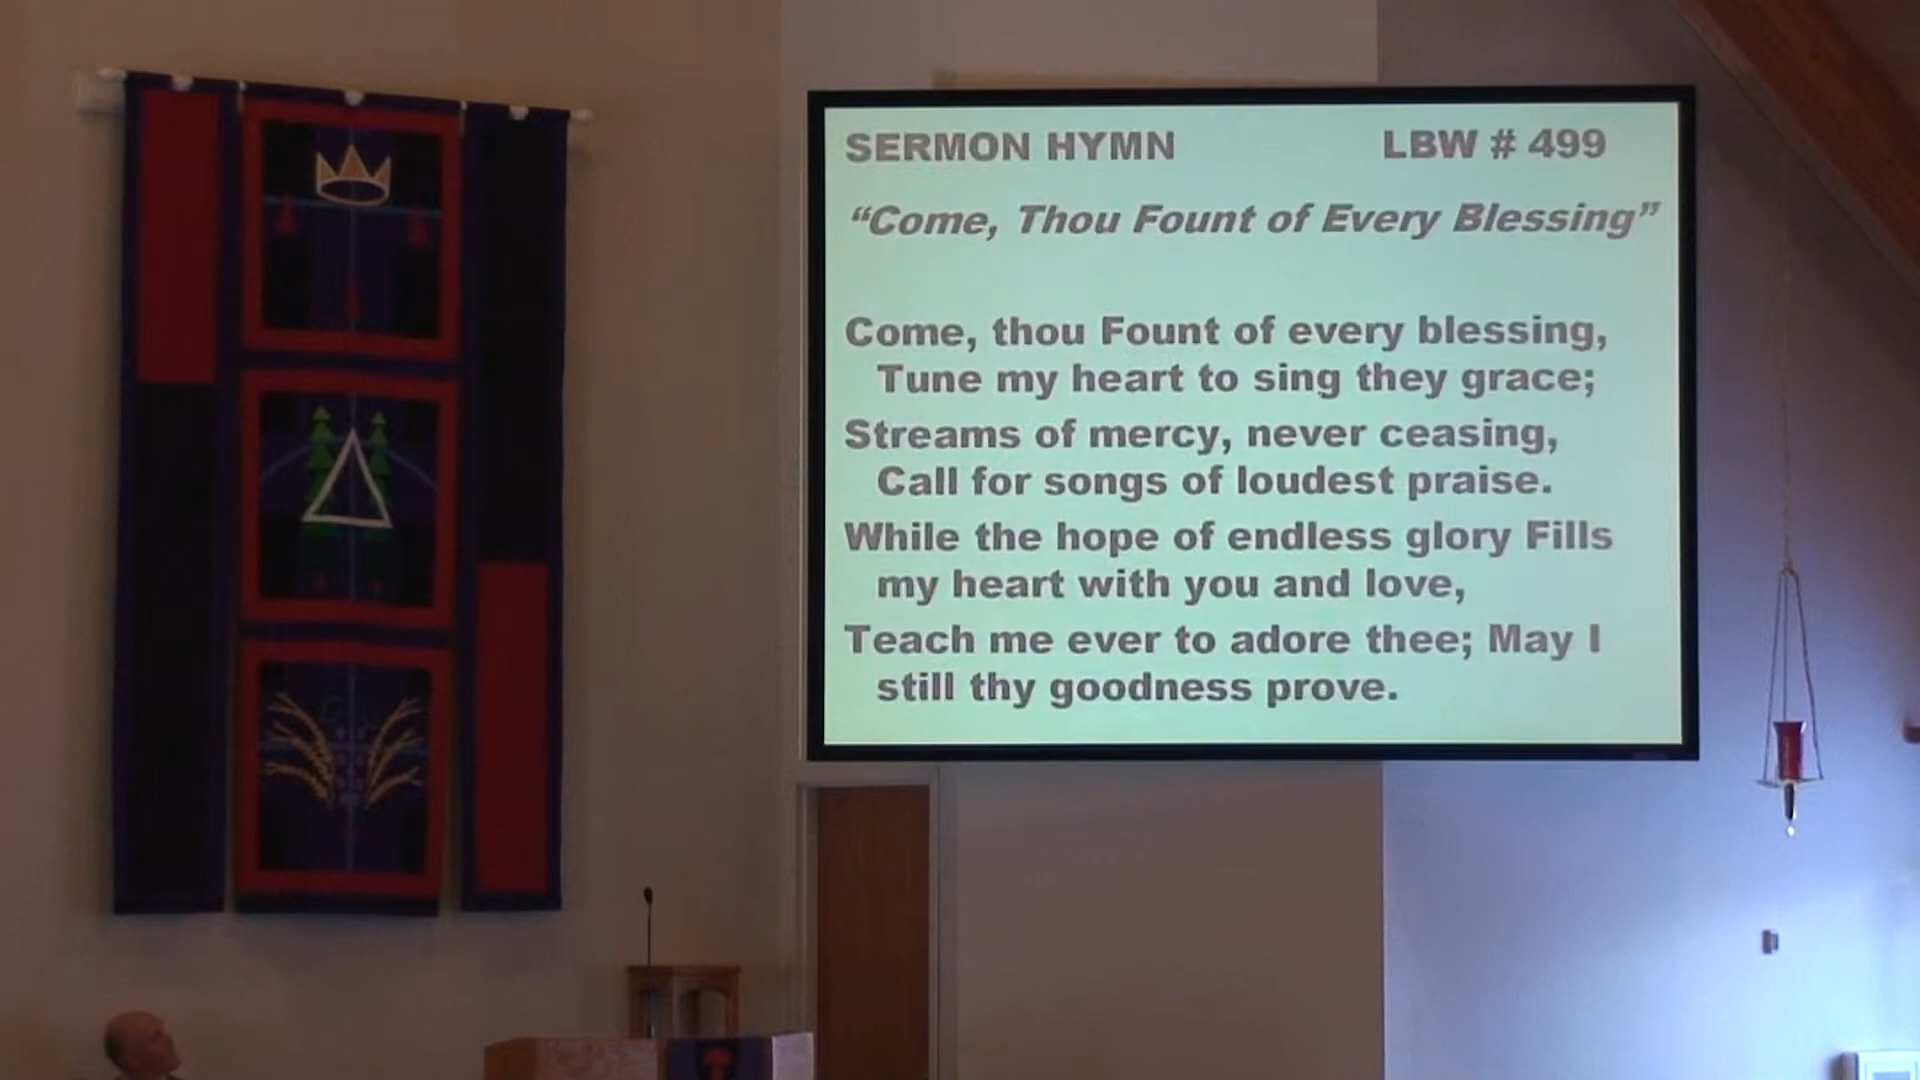 SERMON HYMN LBW # 499
“Come, Thou Fount of Every Blessing”
Come, thou Fount of every blessing,
Tune my heart to sing they grace;
Streams of mercy, never ceasing,
Call for songs of loudest praise.
While the hope of endless glory Fills
my heart with you and love,
Teach me ever to adore thee; May I
still thy goodness prove.